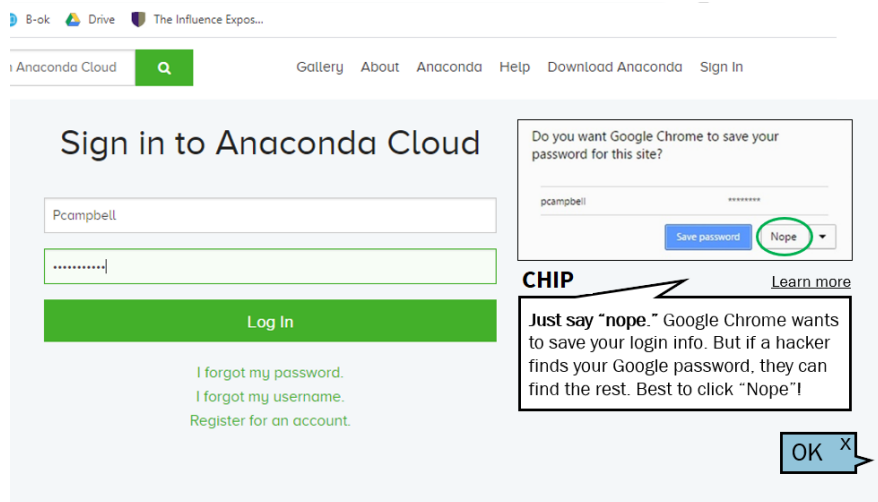 B-ok Drive The Influence Expos...
Anaconda Cloud Gallery About Anaconda Help Download Anaconda Sign In
Sign in to Anaconda Cloud
Pcampbell
•••••••••••
Log In
I forgot my password.
I forgot my username.
Register for an account.
Do you want Google Chrome to save your
password for this site?
pcampbell ********
Save password Nope
CHIP Learn more
Just say “nope.” Google Chrome wants
to save your login info. But if a hacker
finds your Google password, they can
find the rest. Best to click “Nope”!
OK X